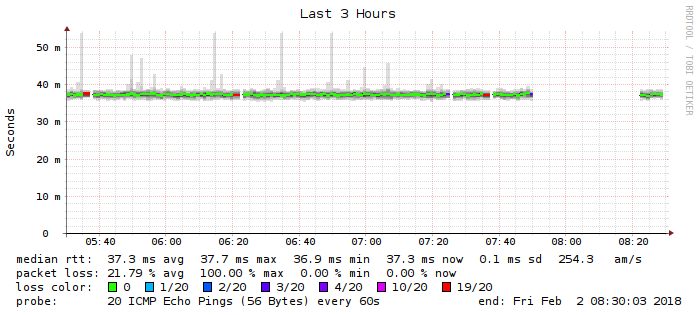 Last 3 Hours
RRDTOOL / TOBI OETIKER
Seconds
50 m
40 m
30 m
20 m
10 m
0
05:40 06:00 06:20 06:40 07:00 07:20 07:40 08:00 08:20
median rtt: 37.3 ms avg 37.7 ms max 36.9 ms min 37.3 ms now 0.1 ms sd 254.3 am/s
packet loss: 21.79 % avg 100.00 % max 0.00 % min 0.00 % now
loss color: 0 1/20 2/20 3/20 4/20 10/20 19/20
probe: 20 ICMP Echo Pings (56 Bytes) every 60s end: Fri Feb 2 08:30:03 2018